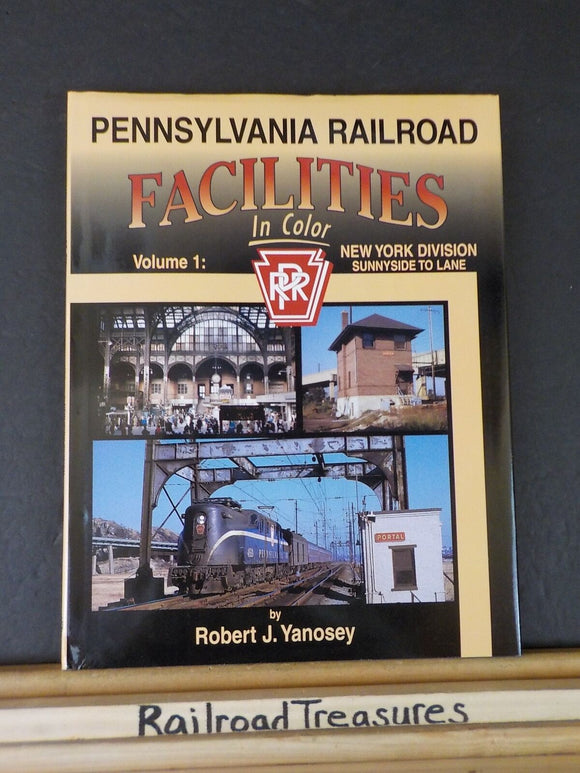 PENNSYLVANIA RAILROAD
FACILITIES
In Color
Volume 1:
NEW YORK DIVISION
SUNNYSIDE TO LANE
PRR
PORTAL
by
Robert J. Yanosey
RailroadTreasures